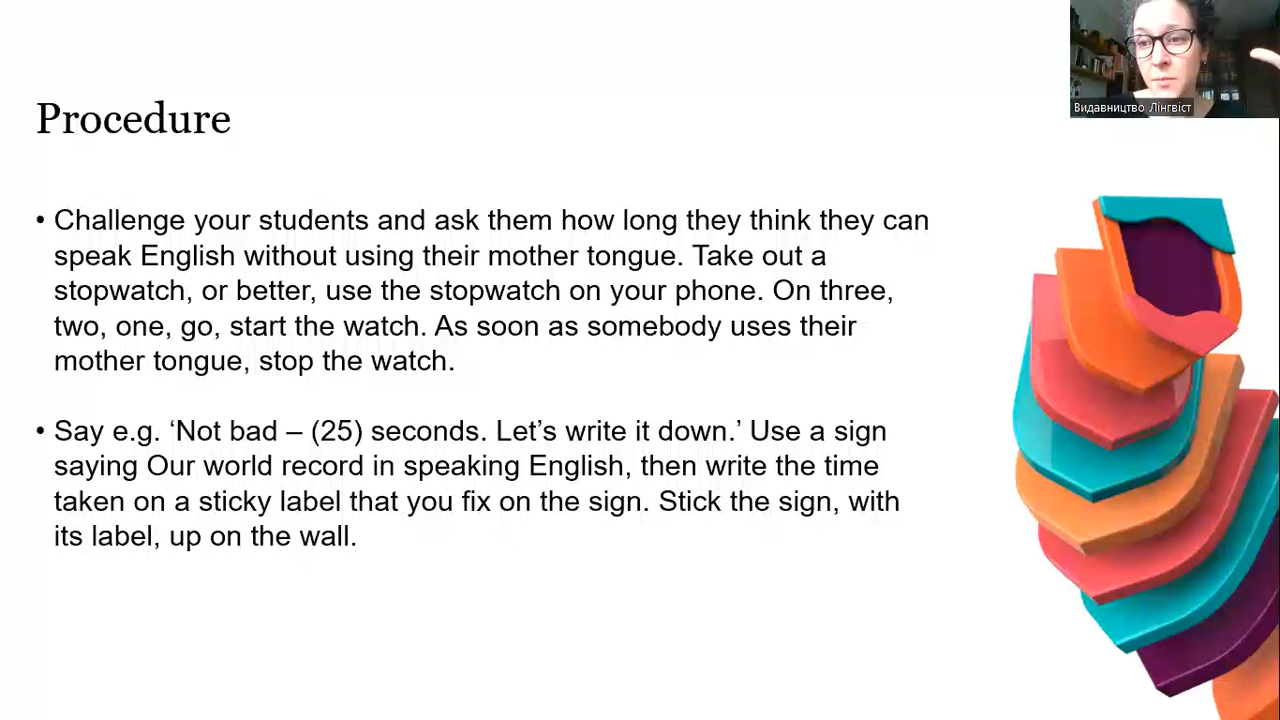 Видавництво Лінгвіст
Procedure
• Challenge your students and ask them how long they think they can
speak English without using their mother tongue. Take out a
stopwatch, or better, use the stopwatch on your phone. On three,
two, one, go, start the watch. As soon as somebody uses their
mother tongue, stop the watch.
• Say e.g. ‘Not bad – (25) seconds. Let’s write it down.’ Use a sign
saying Our world record in speaking English, then write the time
taken on a sticky label that you fix on the sign. Stick the sign, with
its label, up on the wall.